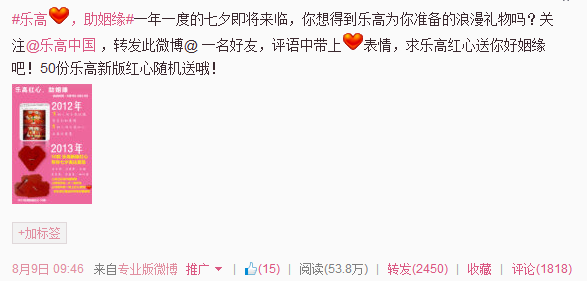 #乐高❤，助姻缘#一年一度的七夕即将来临，你想得到乐高为你准备的浪漫礼物吗？关
注@乐高中国 ，转发此微博@ 一名好友，评语中带上❤表情，求乐高红心送你好姻缘
吧！50份乐高新版红心随机送哦！
乐高红心，助姻缘
2012年
2013年
+加标签
8月9日 09:46 来自专业版微博 推广 | (15) | 阅读(53.8万) | 转发(2450) | 收藏 | 评论(1818)